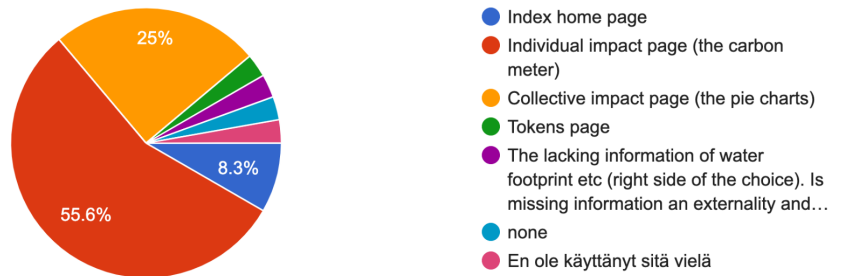 25%
8.3%
55.6%
Index home page
Individual impact page (the carbon
meter)
Collective impact page (the pie charts)
Tokens page
The lacking information of water
footprint etc (right side of the choice). Is
missing information an externality and…
none
En ole käyttänyt sitä vielä